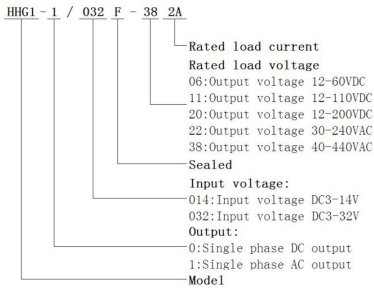 HHG1-1 / 032 F - 38 2A
Rated load current
Rated load voltage
06:Output voltage 12-60VDC
11:Output voltage 12-110VDC
20:Output voltage 12-200VDC
22:Output voltage 30-240VAC
38:Output voltage 40-440VAC
Sealed
Input voltage:
014:Input voltage DC3-14V
032:Input voltage DC3-32V
Output:
0:Single phase DC output
1:Single phase AC output
Model